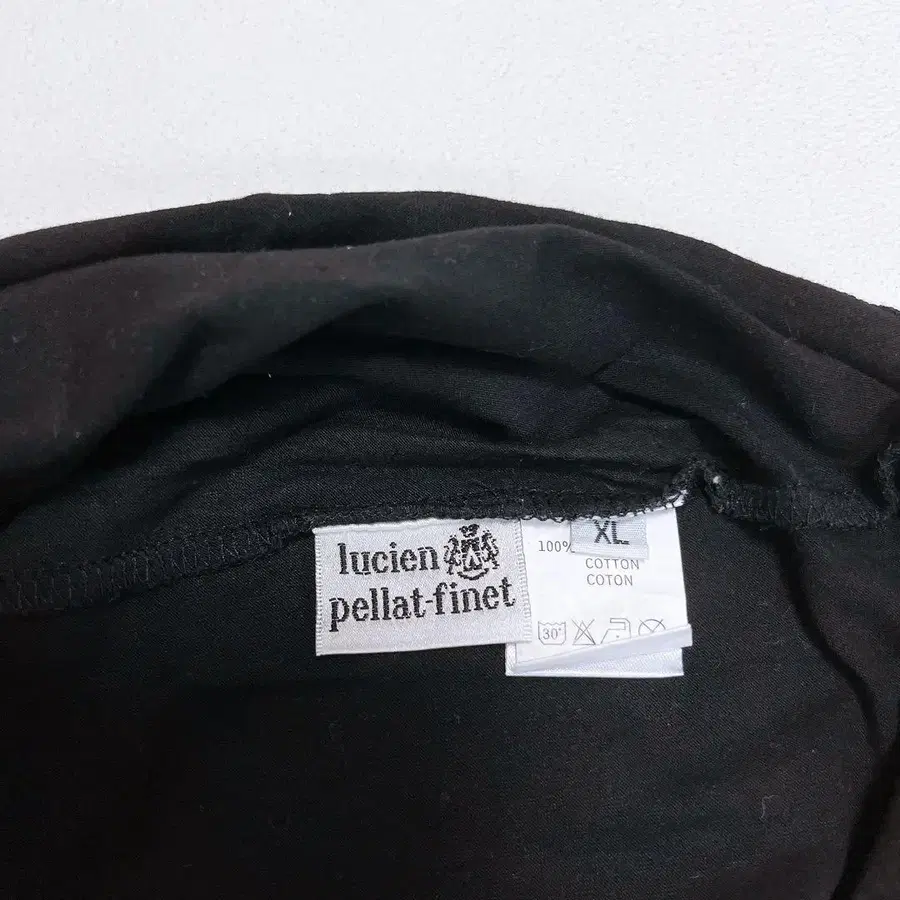 lucien
pellat-finet
XL
100%
COTTON
COTON
30°